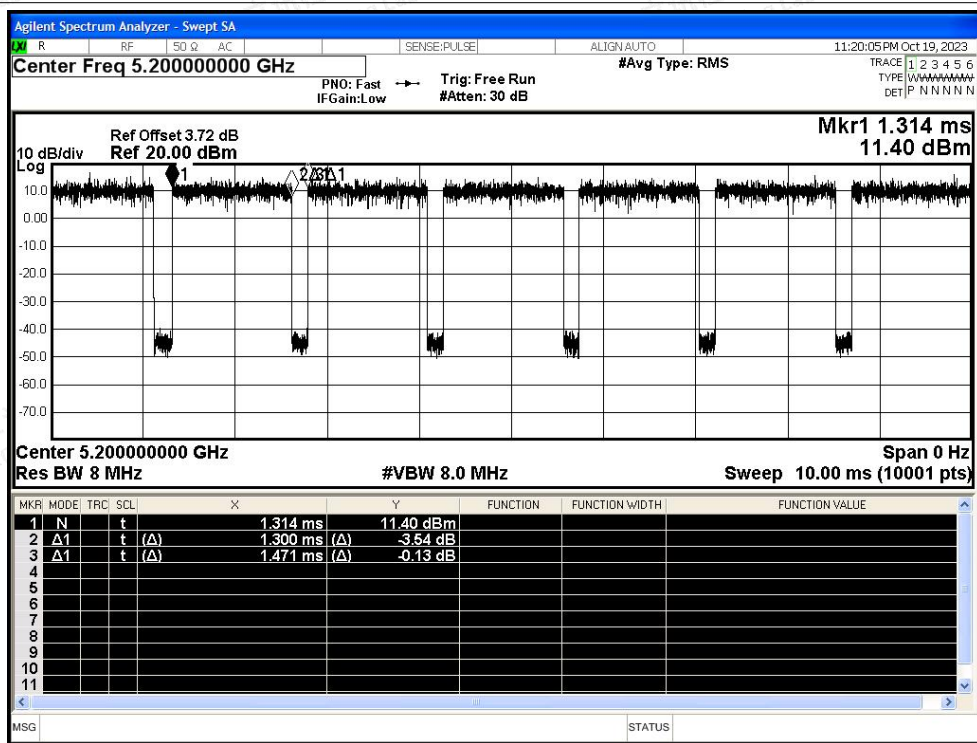 Agilent Spectrum Analyzer - Swept SA
LXI R RF 50 Ω AC SENSE:PULSE ALIGN AUTO 11:20:05 PM Oct 19, 2023
Center Freq 5.200000000 GHz #Avg Type: RMS TRACE 1 2 3 4 5 6
PNO: Fast Trig: Free Run TYPE WWWWWW
IFGain:Low #Atten: 30 dB DET P N N N N N
Mkr1 1.314 ms
11.40 dBm
Ref Offset 3.72 dB
10 dB/div Ref 20.00 dBm
Log
1 2Δ1 3Δ1
10.0
0.00
-10.0
-20.0
-30.0
-40.0
-50.0
-60.0
-70.0
Center 5.200000000 GHz Span 0 Hz
Res BW 8 MHz #VBW 8.0 MHz Sweep 10.00 ms (10001 pts)
MKR MODE TRC SCL X Y FUNCTION FUNCTION WIDTH FUNCTION VALUE
1 N t 1.314 ms 11.40 dBm
2 Δ1 t (Δ) 1.300 ms (Δ) -3.54 dB
3 Δ1 t (Δ) 1.471 ms (Δ) -0.13 dB
4
5
6
7
8
9
10
11
MSG STATUS